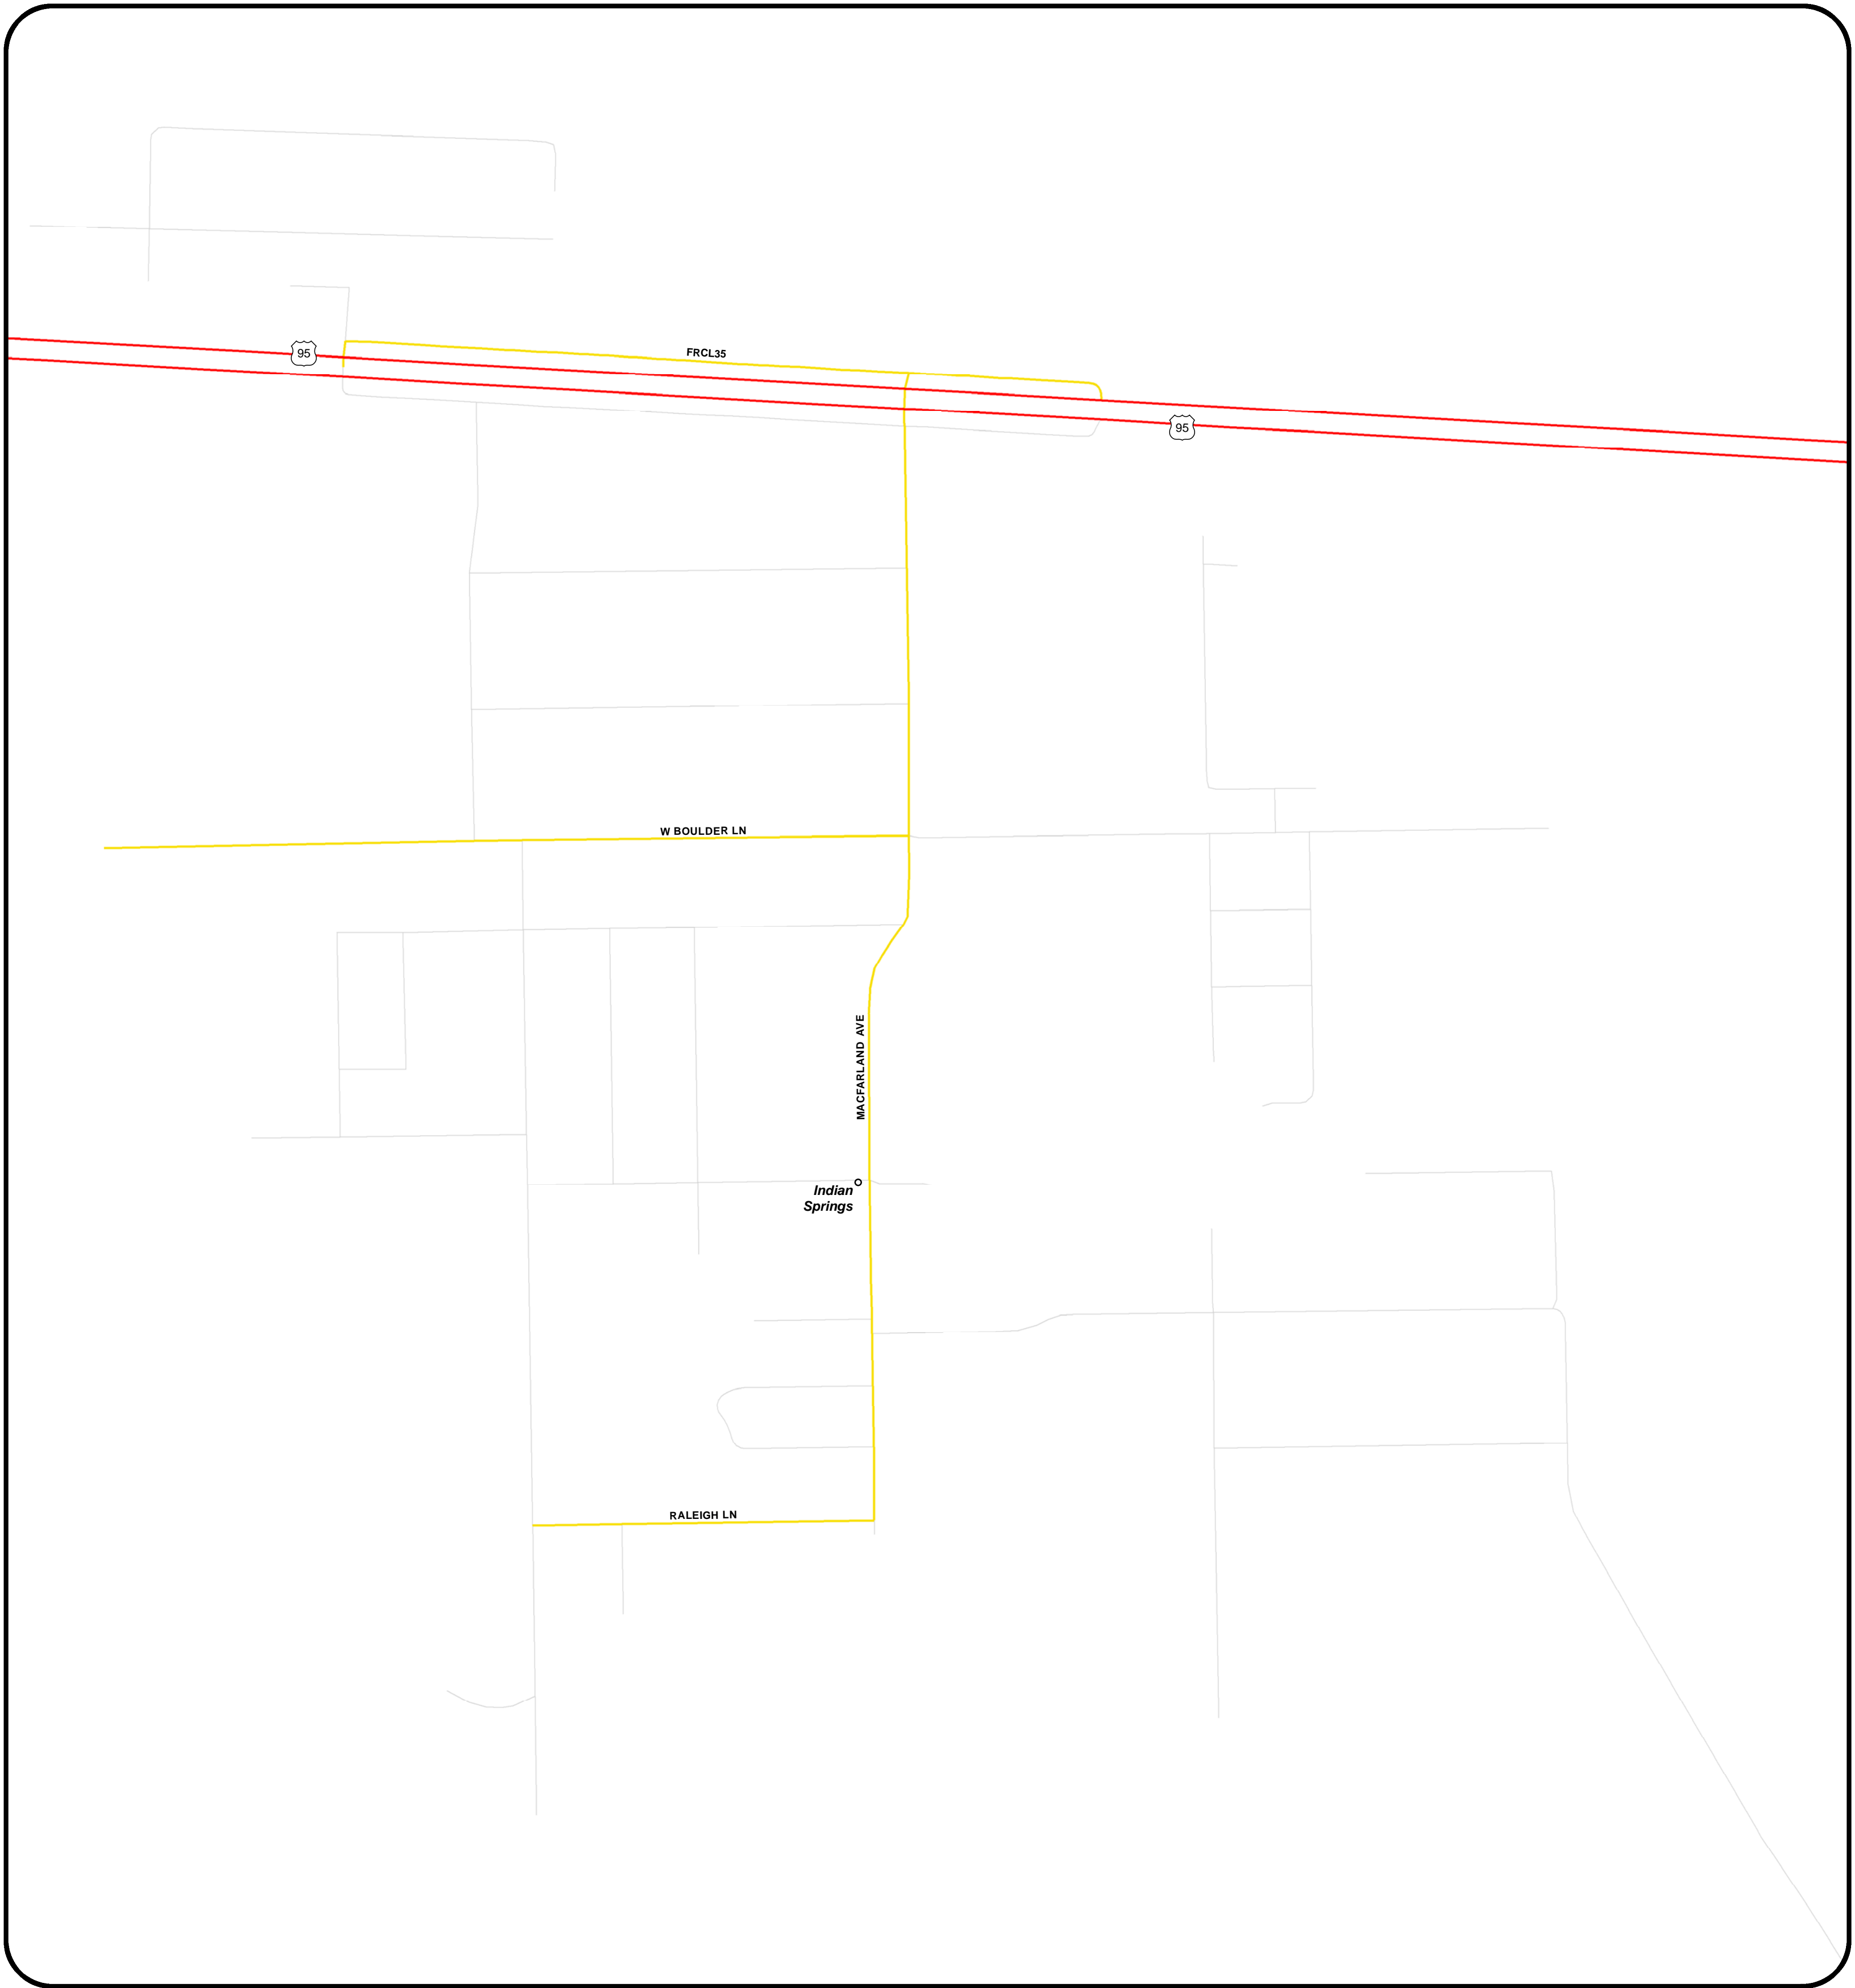 FRCL35
95
95
W BOULDER LN
MACFARLAND AVE
Indian
Springs
RALEIGH LN